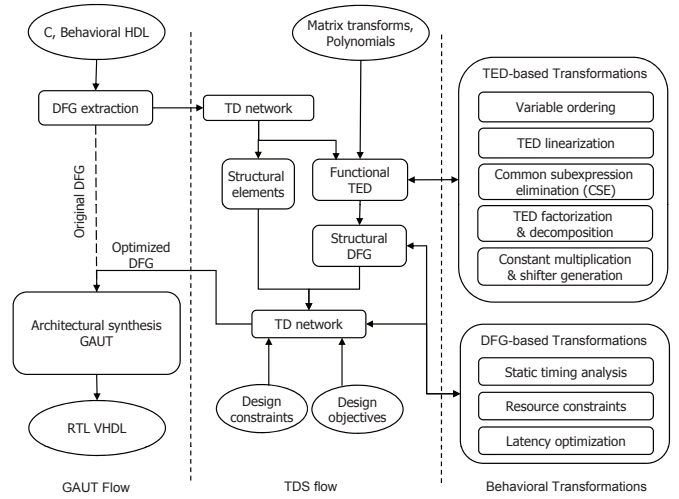 C, Behavioral HDL
DFG extraction
Original DFG
Architectural synthesis
GAUT
RTL VHDL
GAUT Flow
Matrix transforms,
Polynomials
TD network
Structural
elements
Functional
TED
Structural
DFG
Optimized
DFG
TD network
Design
constraints
Design
objectives
TDS flow
TED-based Transformations
Variable ordering
TED linearization
Common subexpression
elimination (CSE)
TED factorization
& decomposition
Constant multiplication
& shifter generation
DFG-based Transformations
Static timing analysis
Resource constraints
Latency optimization
Behavioral Transformations